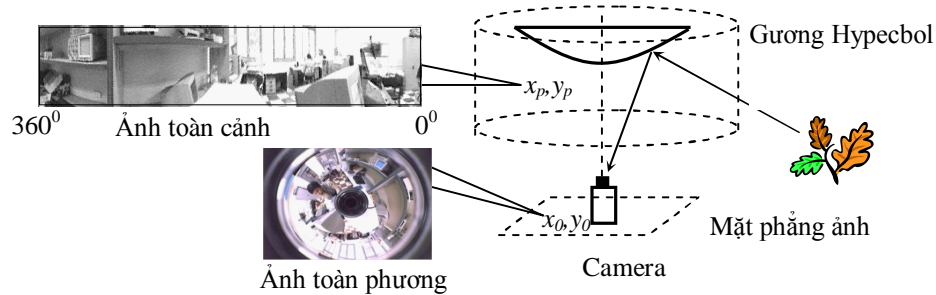 Gương Hypecbol
x_p,y_p
360⁰ Ảnh toàn cảnh 0⁰
x_0,y_0
Mặt phẳng ảnh
Camera
Ảnh toàn phương